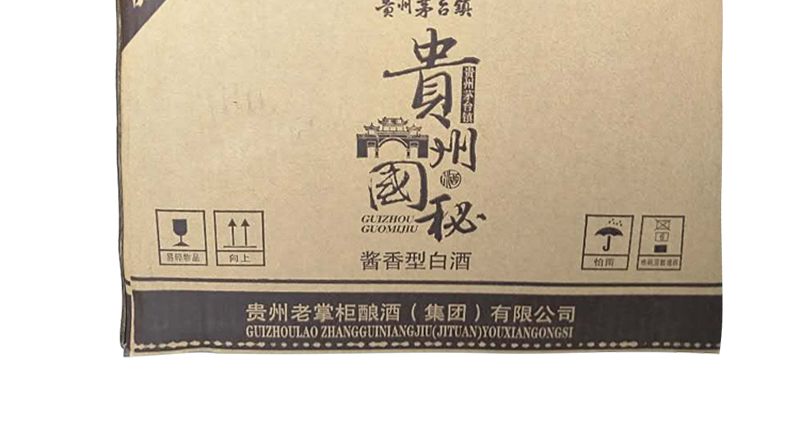 贵州茅台镇
貴州國秘
贵州茅台镇
酒
GUIZHOU
GUOMIJIU
酱香型白酒
易碎物品
向上
怕雨
贵州老掌柜酿酒（集团）有限公司
GUIZHOULAO ZHANGGUINIANGJIU(JITUAN)YOUXIANGONGSI